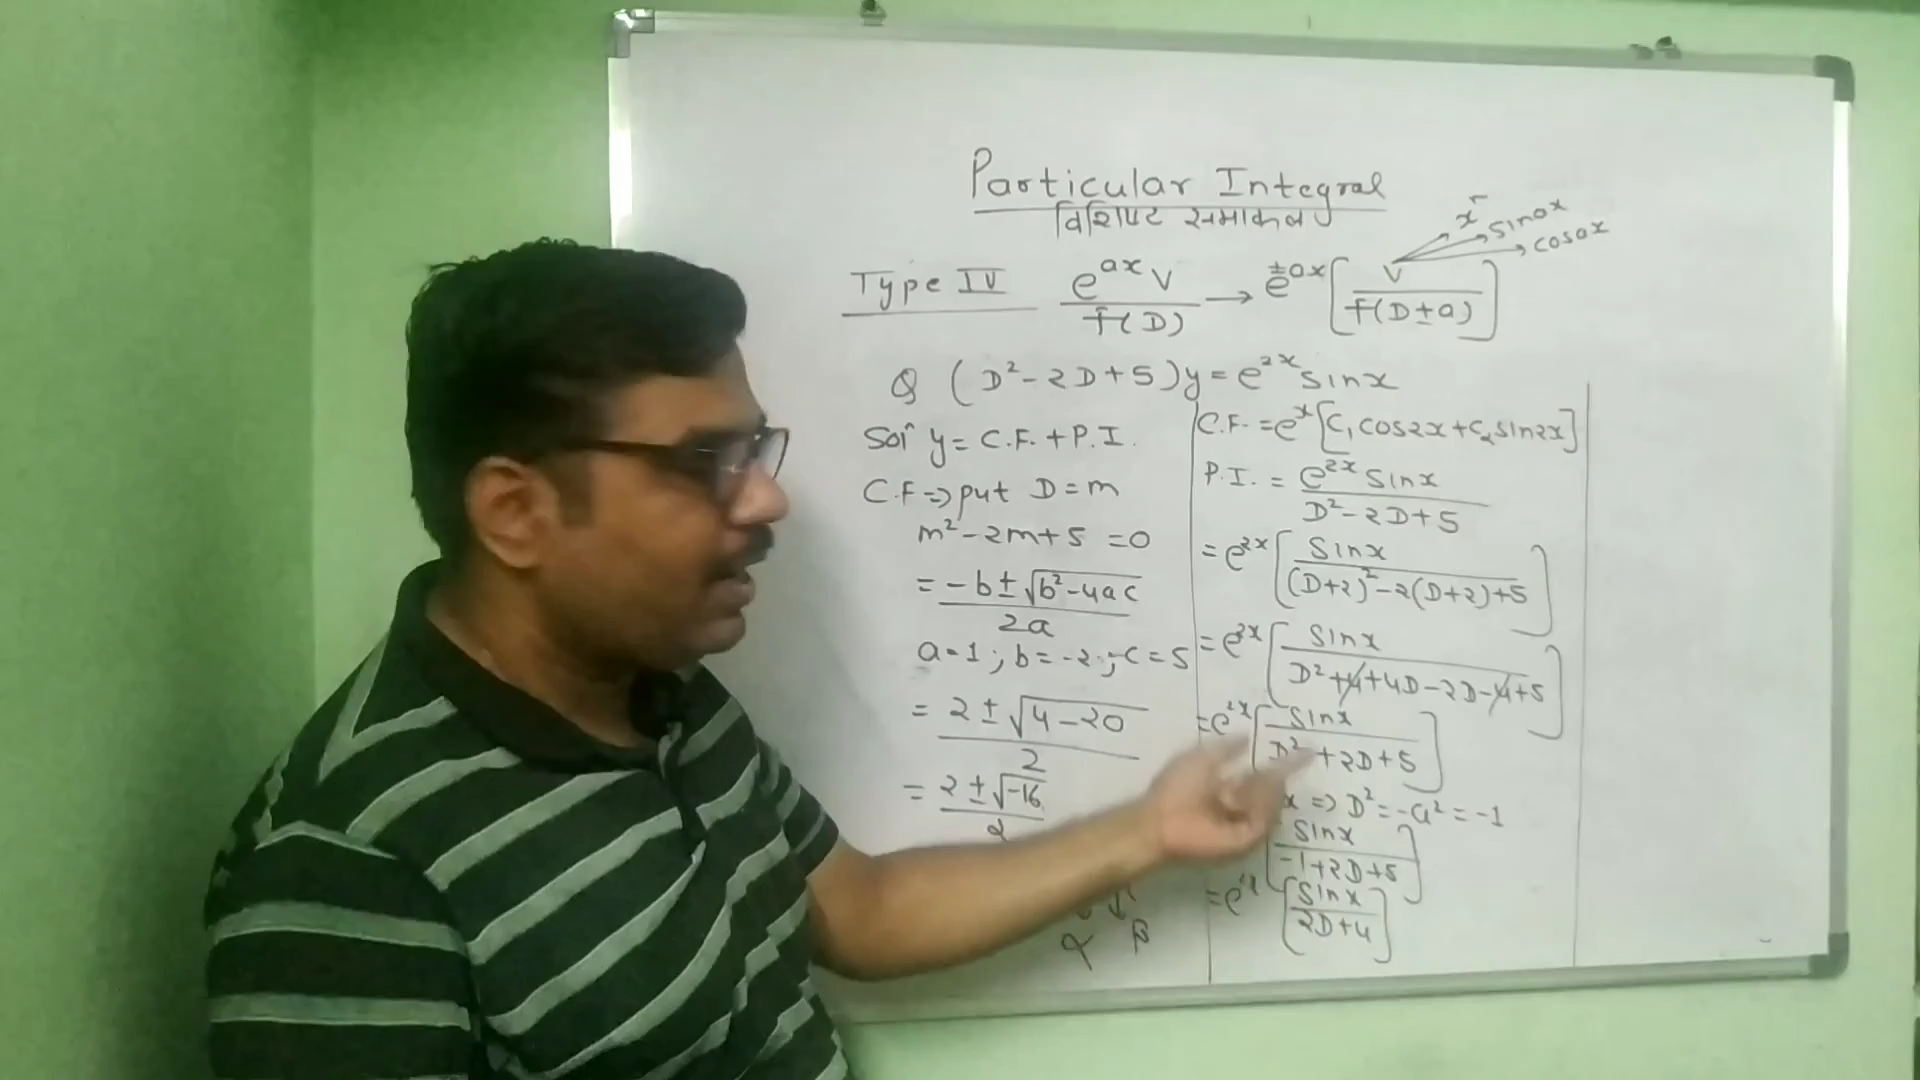 Particular Integral
विशिष्ट समाकलन
Type IV e^{ax} V / f(D) → e^{±ax} [ V / f(D±a) ] x^n sinax cosax
Q (D² - 2D + 5) y = e^{2x} sinx
Solⁿ y = C.F. + P.I.
C.F ⇒ put D = m
m² - 2m + 5 = 0
= -b ± √b² - 4ac / 2a
a = 1 ; b = -2 ; c = 5
= 2 ± √4 - 20 / 2
= 2 ± √-16 / 2
α β
C.F. = e^x [C₁ cos2x + C₂ sin2x]
P.I. = e^{2x} sinx / D² - 2D + 5
= e^{2x} [ sinx / (D+2)² - 2(D+2) + 5 ]
= e^{2x} [ sinx / D² + 4 + 4D - 2D - 4 + 5 ]
= e^{2x} [ sinx / D² + 2D + 5 ]
x ⇒ D² = -a² = -1
[ sinx / -1 + 2D + 5 ]
= e^{2x} [ sinx / 2D + 4 ]